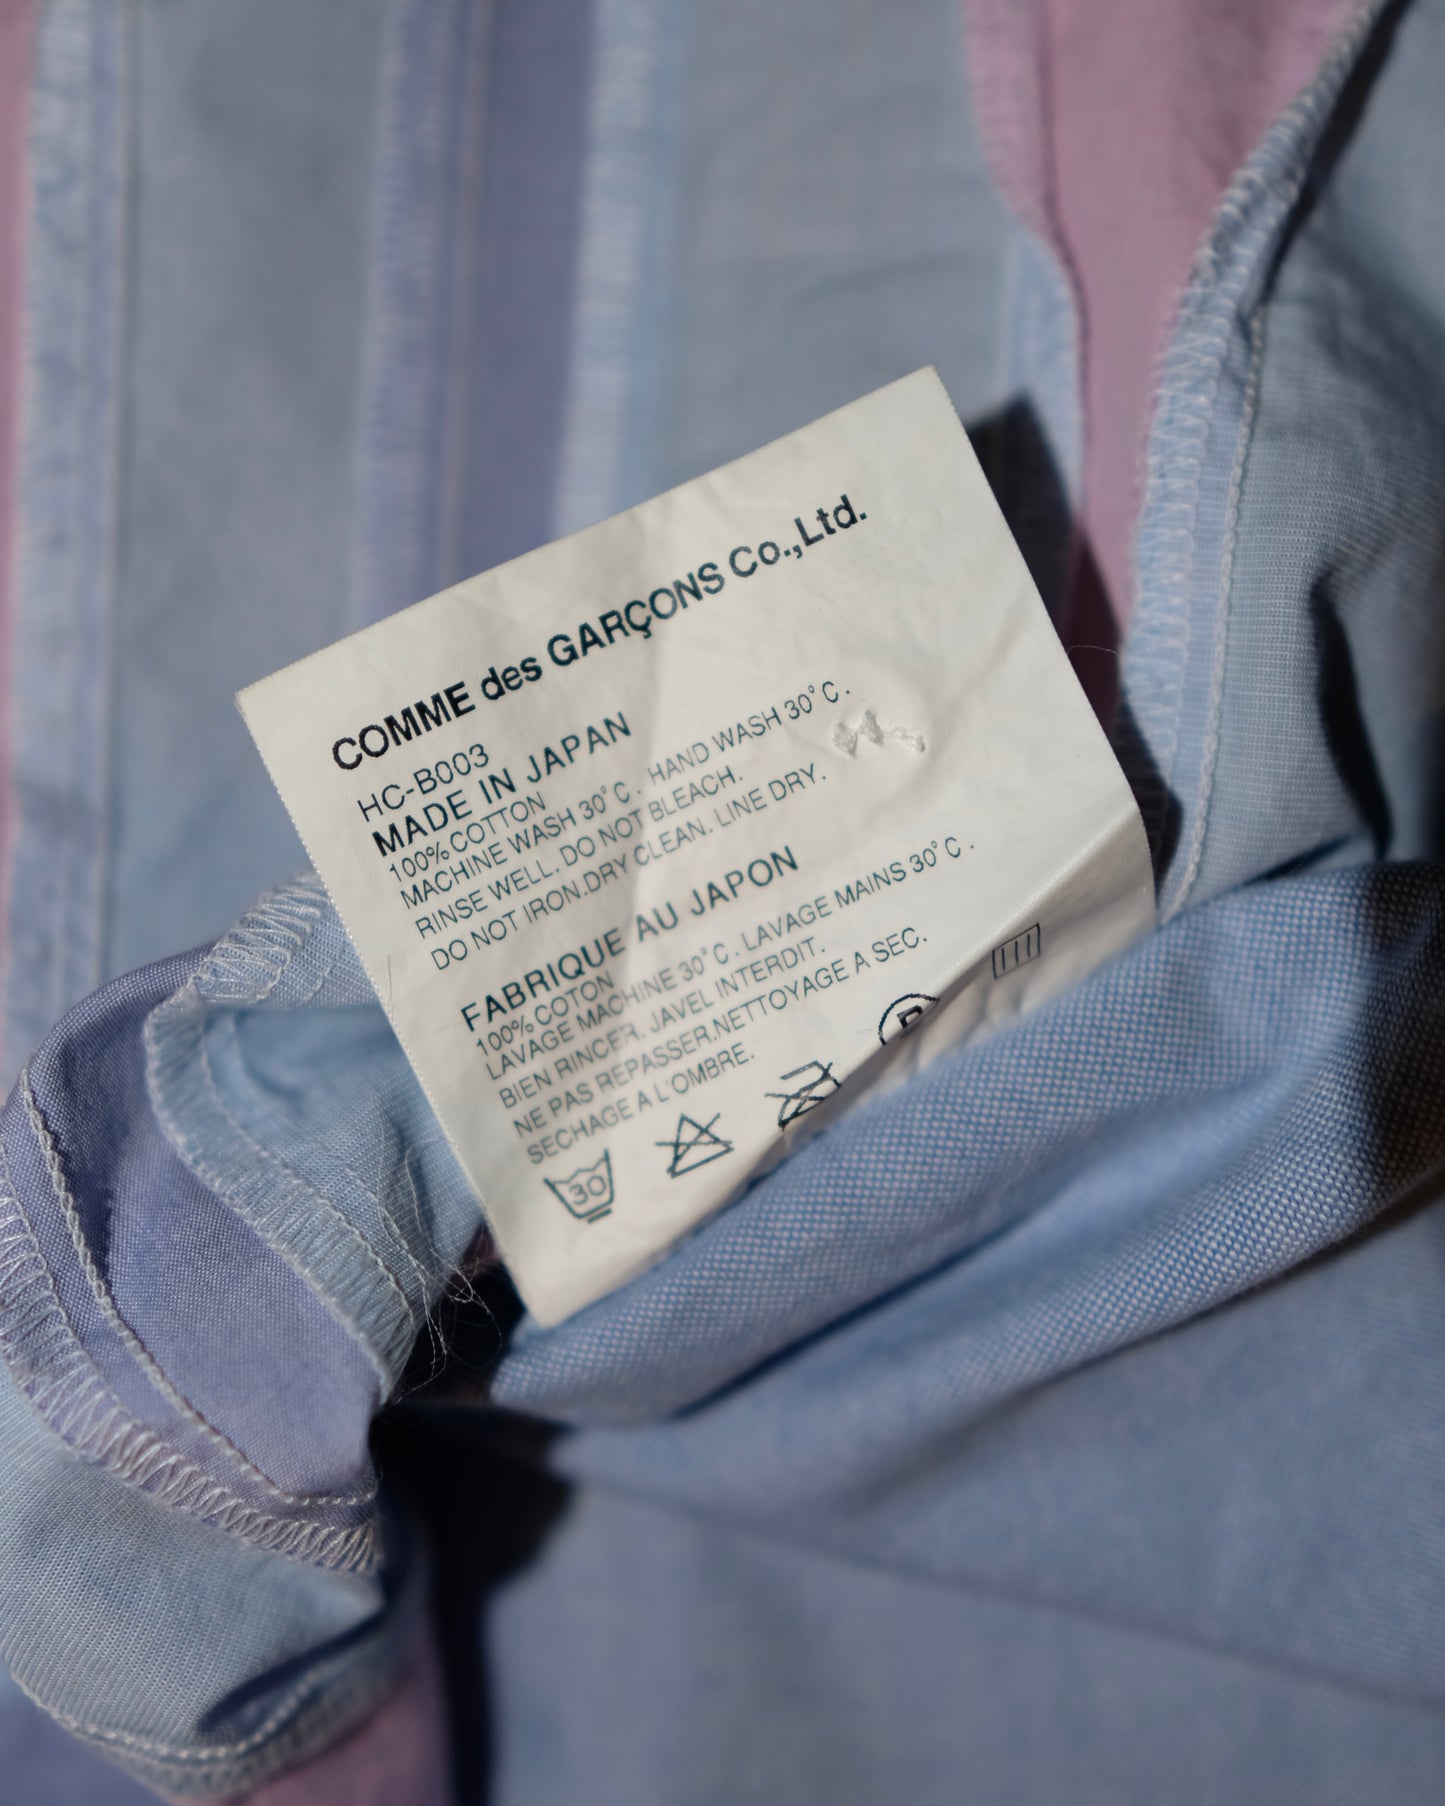 COMME des GARÇONS Co.,Ltd.
HC-B003
MADE IN JAPAN
100% COTTON
MACHINE WASH 30°C. HAND WASH 30°C.
RINSE WELL. DO NOT BLEACH.
DO NOT IRON.DRY CLEAN. LINE DRY.
FABRIQUE AU JAPON
100% COTON
LAVAGE MACHINE 30°C. LAVAGE MAINS 30°C.
BIEN RINCER. JAVEL INTERDIT.
NE PAS REPASSER.NETTOYAGE A SEC.
SECHAGE A L'OMBRE.
30